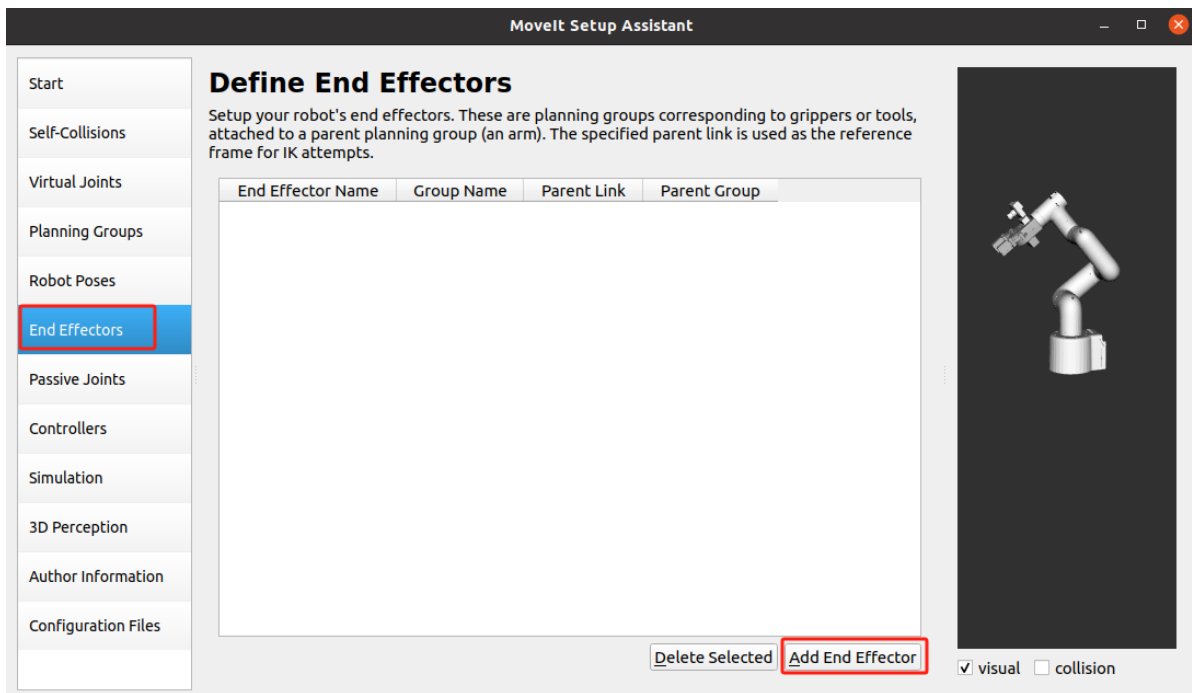 MoveIt Setup Assistant
Start
Self-Collisions
Virtual Joints
Planning Groups
Robot Poses
End Effectors
Passive Joints
Controllers
Simulation
3D Perception
Author Information
Configuration Files
Define End Effectors
Setup your robot's end effectors. These are planning groups corresponding to grippers or tools,
attached to a parent planning group (an arm). The specified parent link is used as the reference
frame for IK attempts.
End Effector Name Group Name Parent Link Parent Group
Delete Selected Add End Effector
visual collision